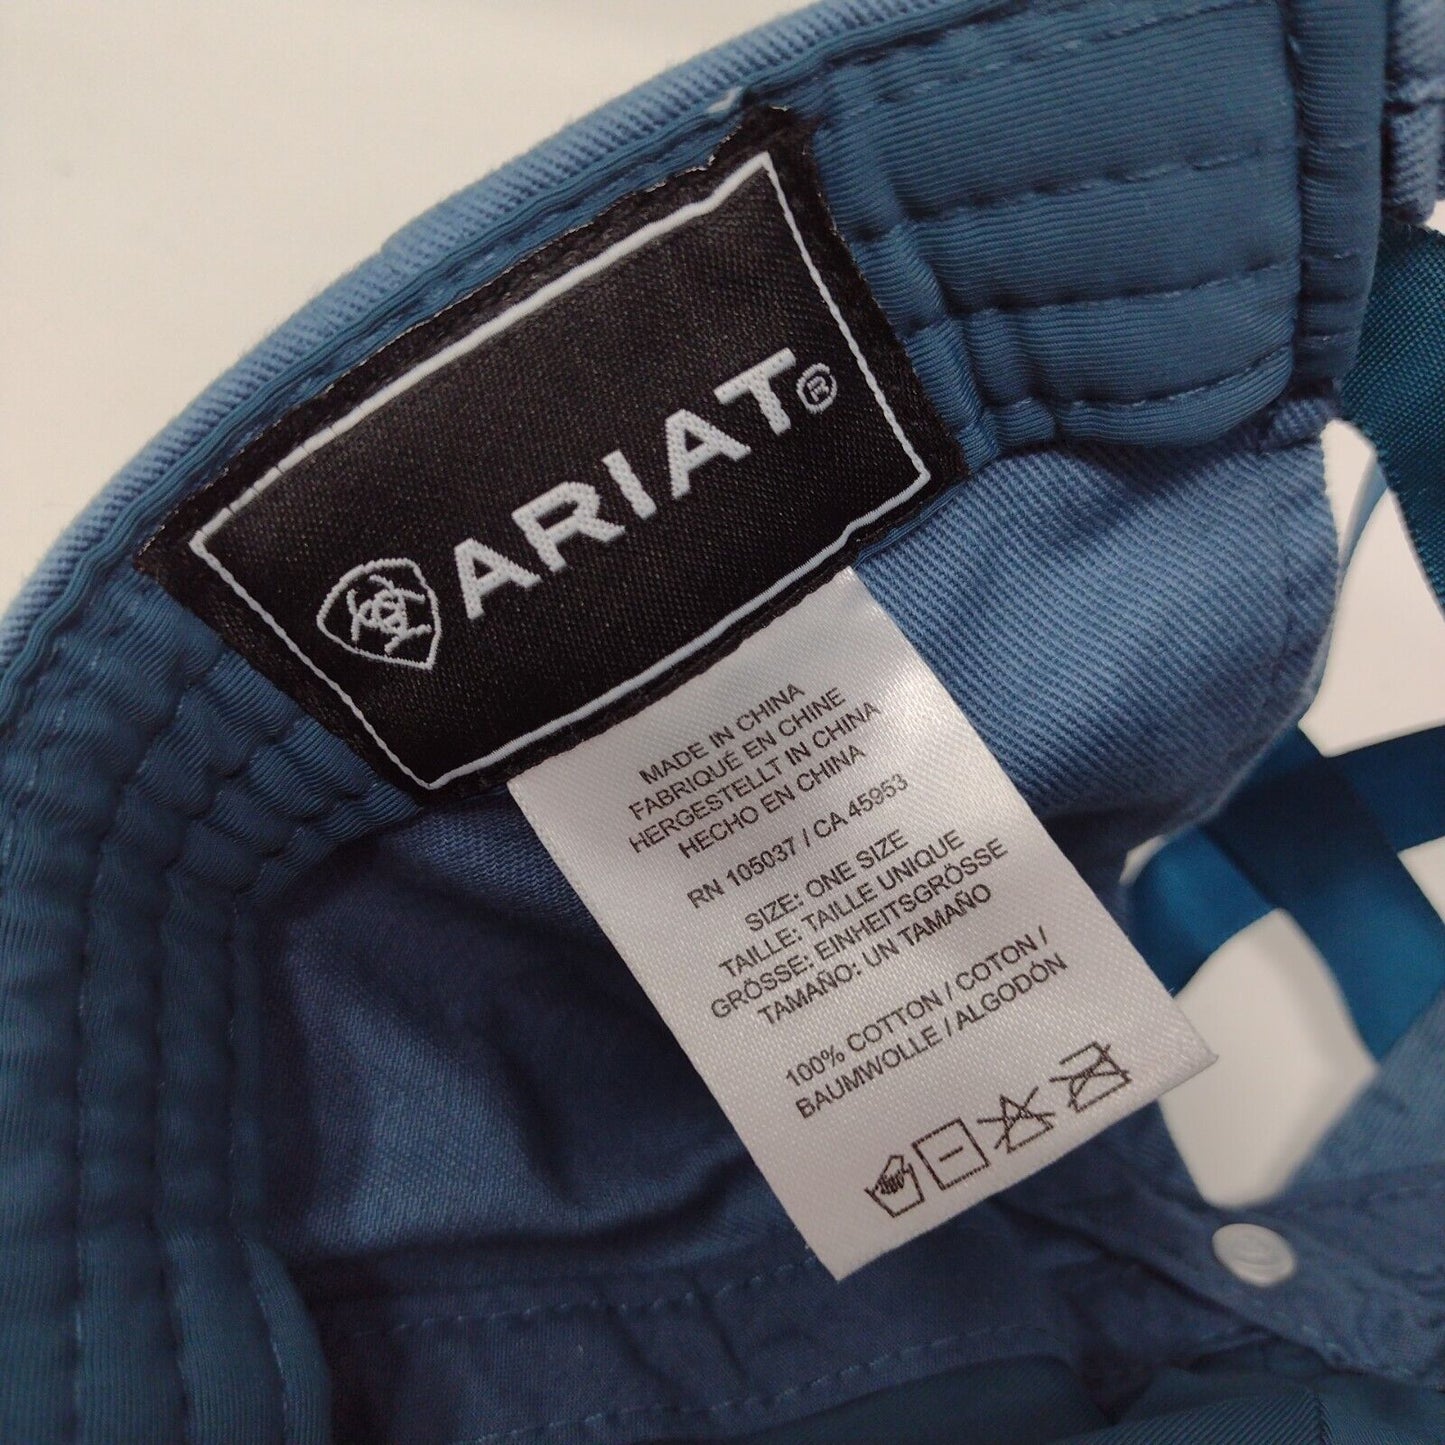 ARIAT®
MADE IN CHINA
FABRIQUÉ EN CHINE
HERGESTELLT IN CHINA
HECHO EN CHINA
RN 105037 / CA 45953
SIZE: ONE SIZE
TAILLE: TAILLE UNIQUE
GRÖSSE: EINHEITSGRÖSSE
TAMAÑO: UN TAMAÑO
100% COTTON / COTON /
BAUMWOLLE / ALGODÓN